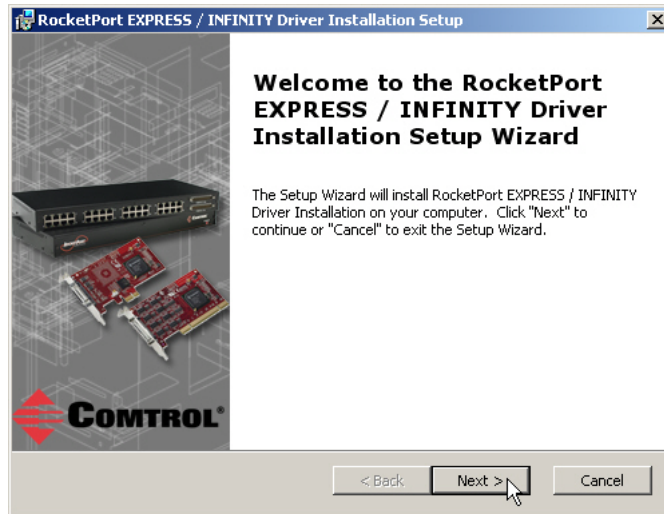 RocketPort EXPRESS / INFINITY Driver Installation Setup
Welcome to the RocketPort
EXPRESS / INFINITY Driver
Installation Setup Wizard
The Setup Wizard will install RocketPort EXPRESS / INFINITY
Driver Installation on your computer. Click "Next" to
continue or "Cancel" to exit the Setup Wizard.
COMTROL®
< Back
Next >
Cancel